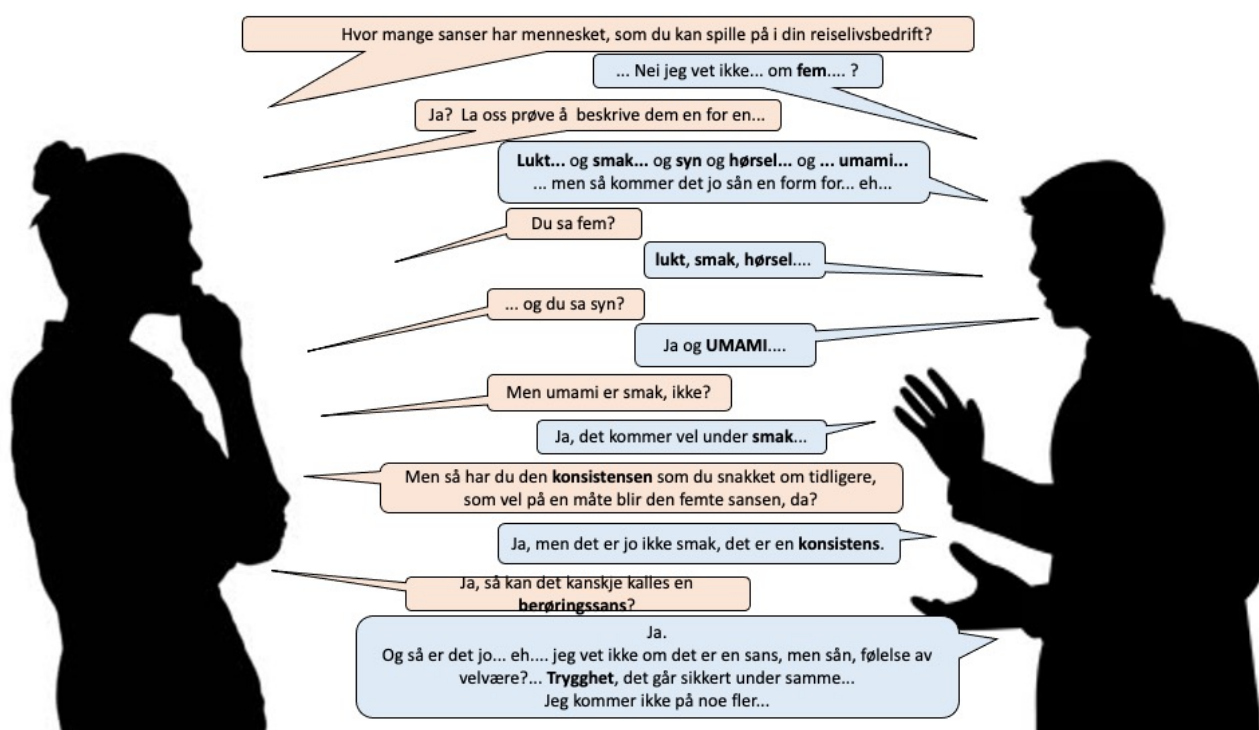 Hvor mange sanser har mennesket, som du kan spille på i din reiselivsbedrift?
... Nei jeg vet ikke... om fem.... ?
Ja? La oss prøve å beskrive dem en for en...
Lukt... og smak... og syn og hørsel... og ... umami...
... men så kommer det jo sån en form for... eh...
Du sa fem?
lukt, smak, hørsel....
... og du sa syn?
Ja og UMAMI....
Men umami er smak, ikke?
Ja, det kommer vel under smak...
Men så har du den konsistensen som du snakket om tidligere,
som vel på en måte blir den femte sansen, da?
Ja, men det er jo ikke smak, det er en konsistens.
Ja, så kan det kanskje kalles en
berøringssans?
Ja.
Og så er det jo... eh.... jeg vet ikke om det er en sans, men sån, følelse av
velvære?... Trygghet, det går sikkert under samme...
Jeg kommer ikke på noe fler...